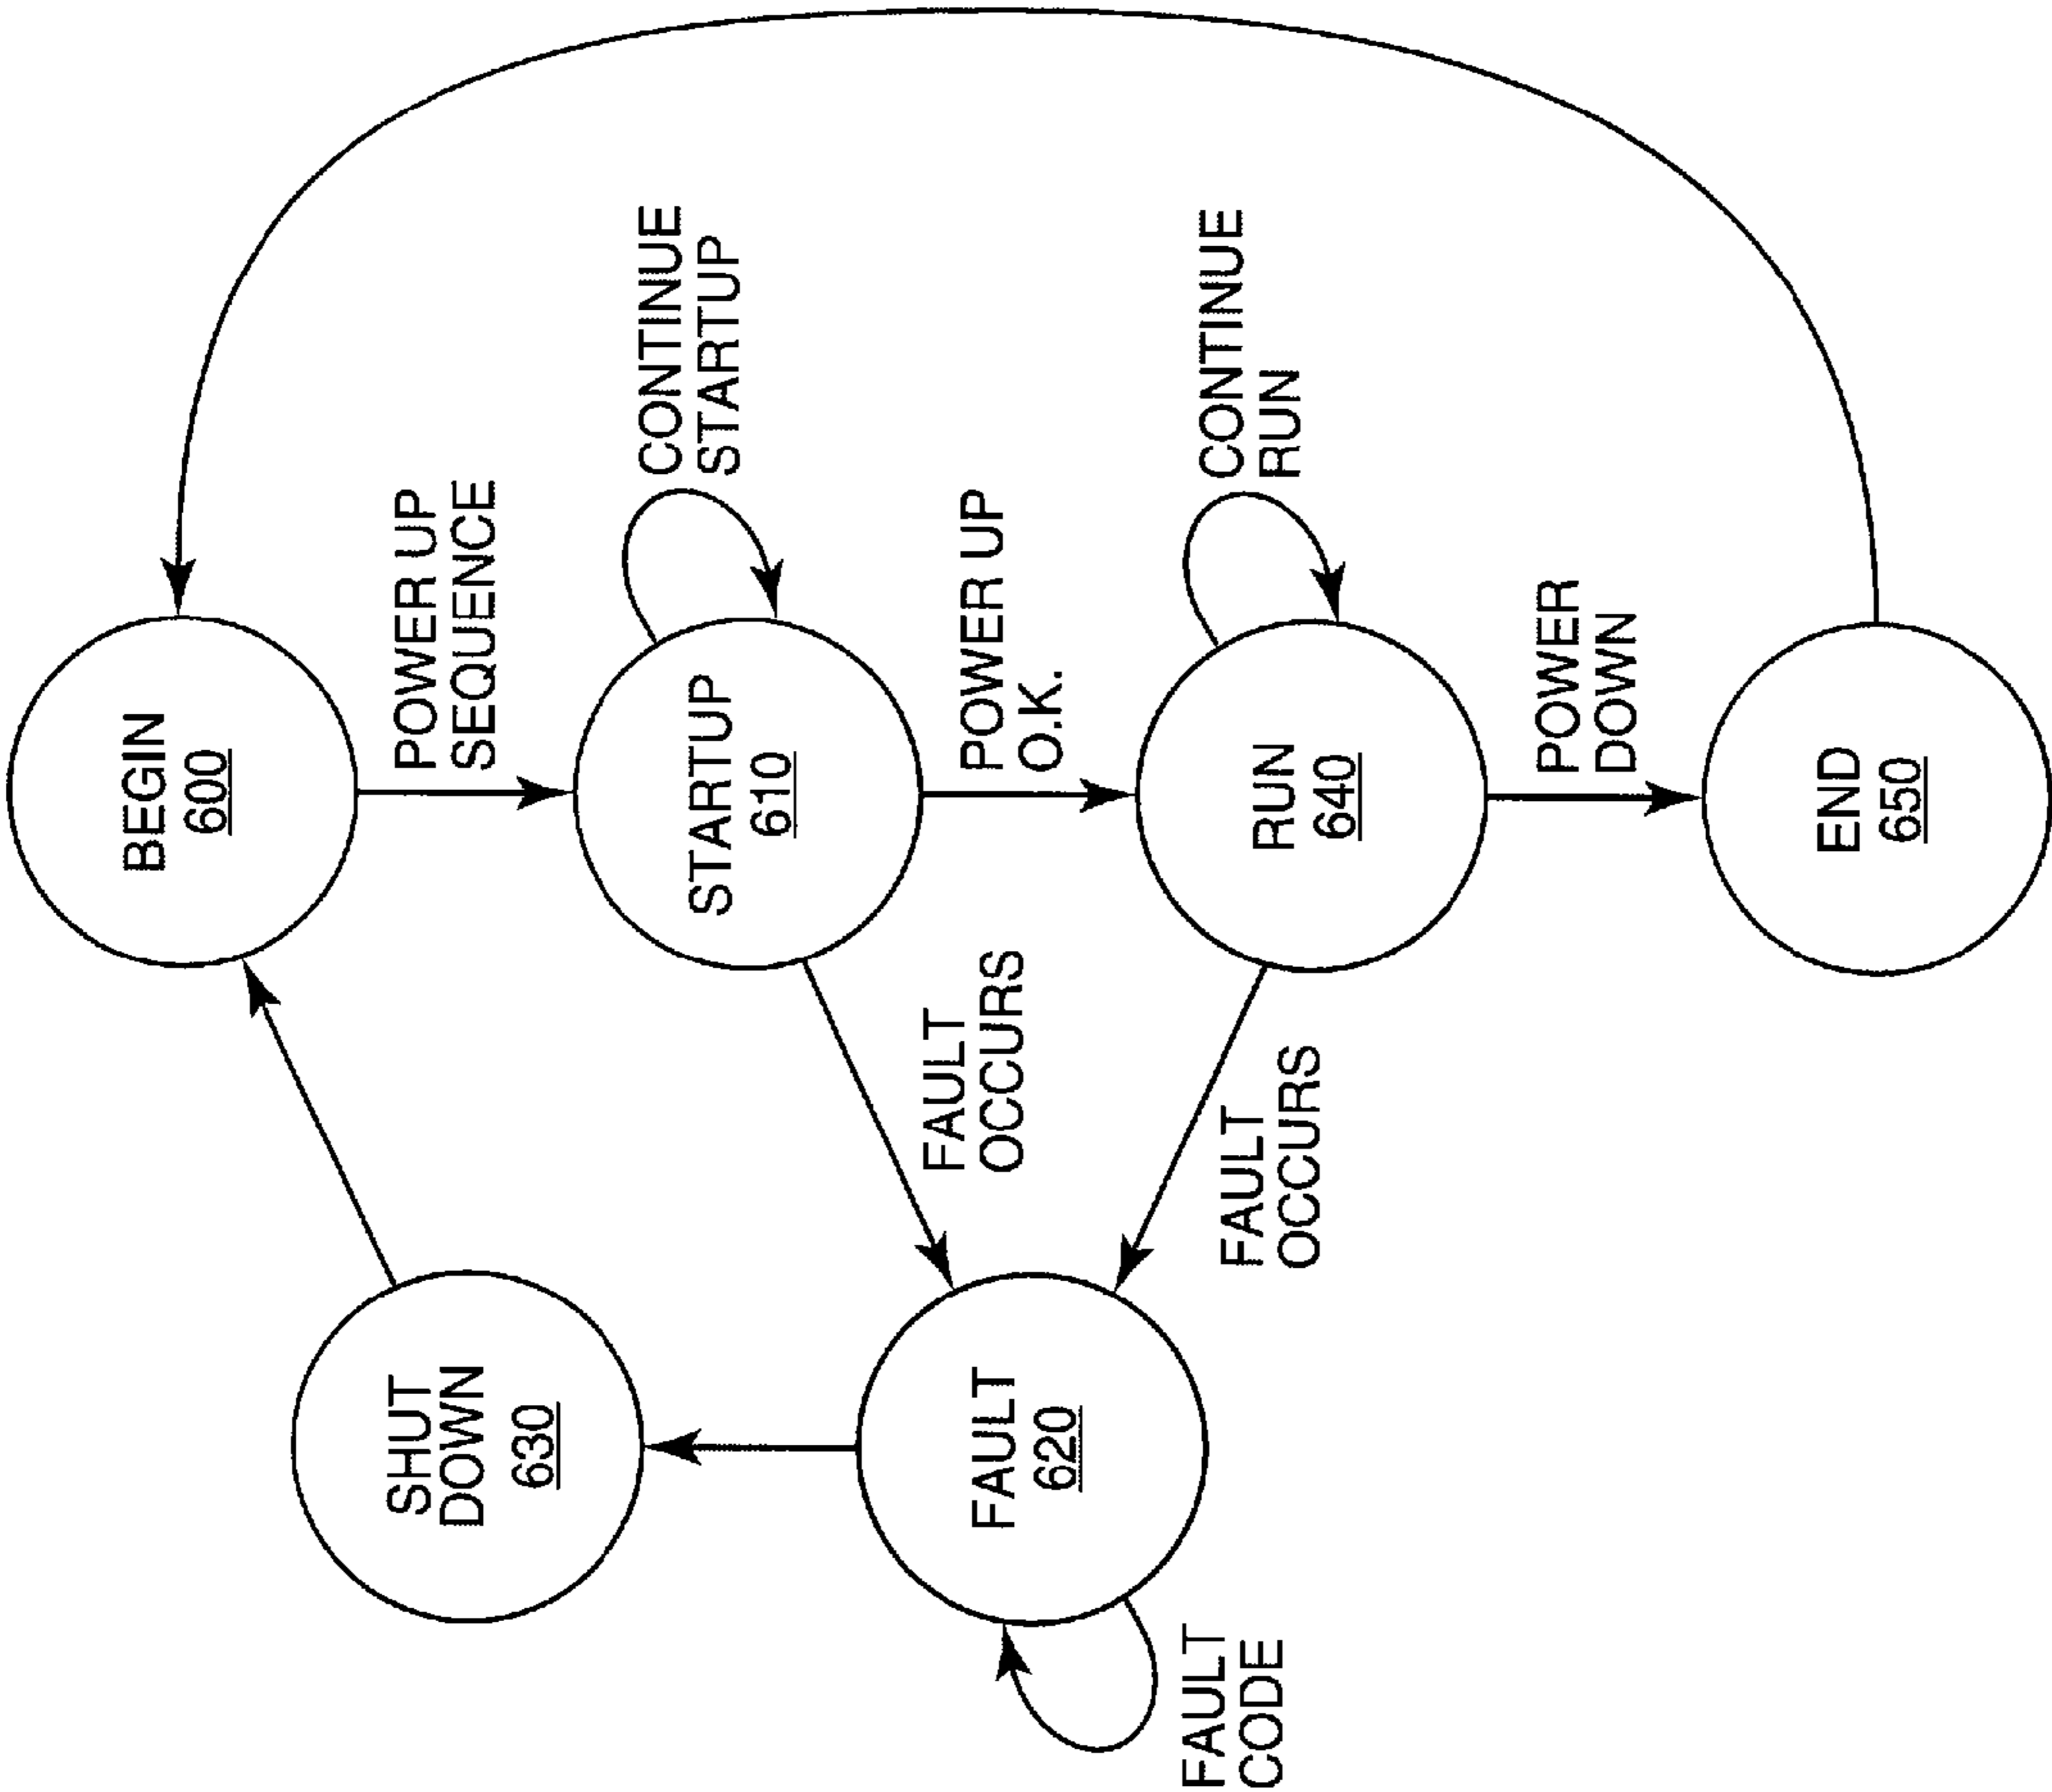 BEGIN
600
POWER UP
SEQUENCE
STARTUP
610
CONTINUE
STARTUP
POWER UP
O.K.
RUN
640
CONTINUE
RUN
POWER
DOWN
END
650
SHUT
DOWN
630
FAULT
OCCURS
FAULT
620
FAULT
OCCURS
FAULT
CODE